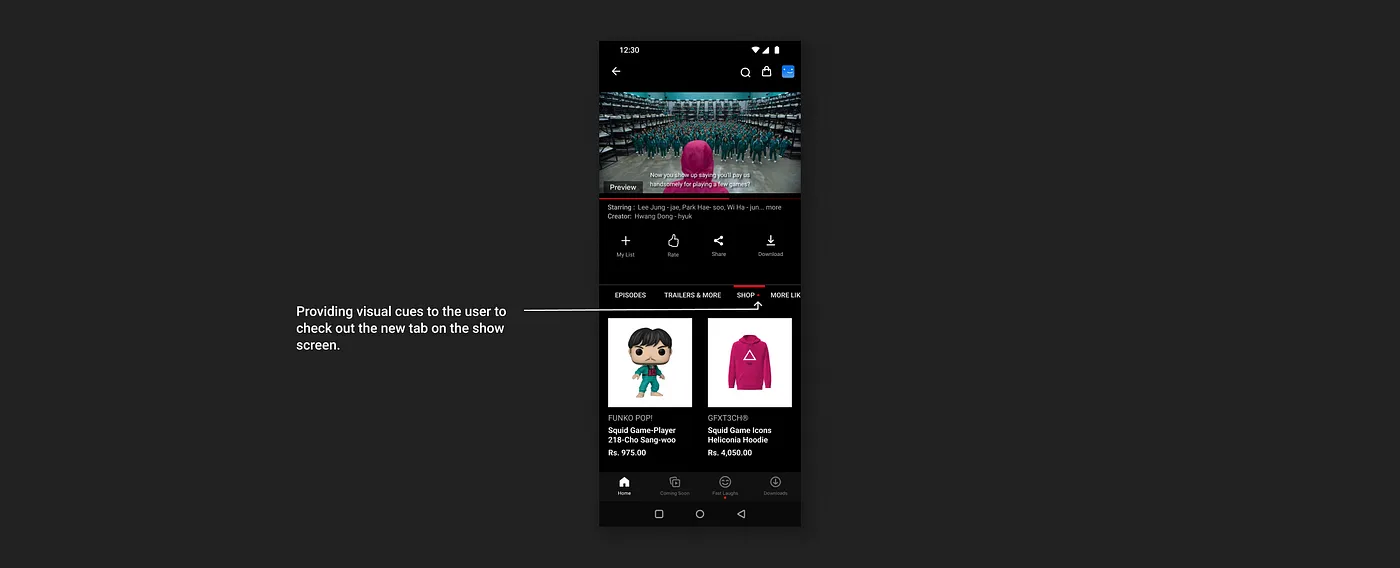 12:30
Now you show up saying you'll pay us
handsomely for playing a few games?
Preview
Starring : Lee Jung - jae, Park Hae- soo, Wi Ha - jun... more
Creator: Hwang Dong - hyuk
My List Rate Share Download
EPISODES TRAILERS & MORE SHOP MORE LIK
Providing visual cues to the user to
check out the new tab on the show
screen.
FUNKO POP! GFXT3CH®
Squid Game-Player Squid Game Icons
218-Cho Sang-woo Heliconia Hoodie
Rs. 975.00 Rs. 4,050.00
Home Coming Soon Fast Laughs Downloads